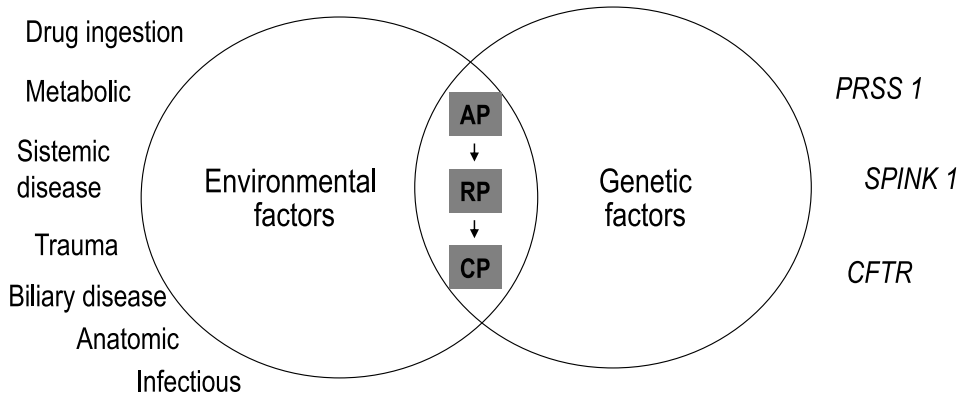 Drug ingestion
Metabolic
Sistemic
disease
Trauma
Biliary disease
Anatomic
Infectious
Environmental
factors
AP
RP
CP
Genetic
factors
PRSS 1
SPINK 1
CFTR